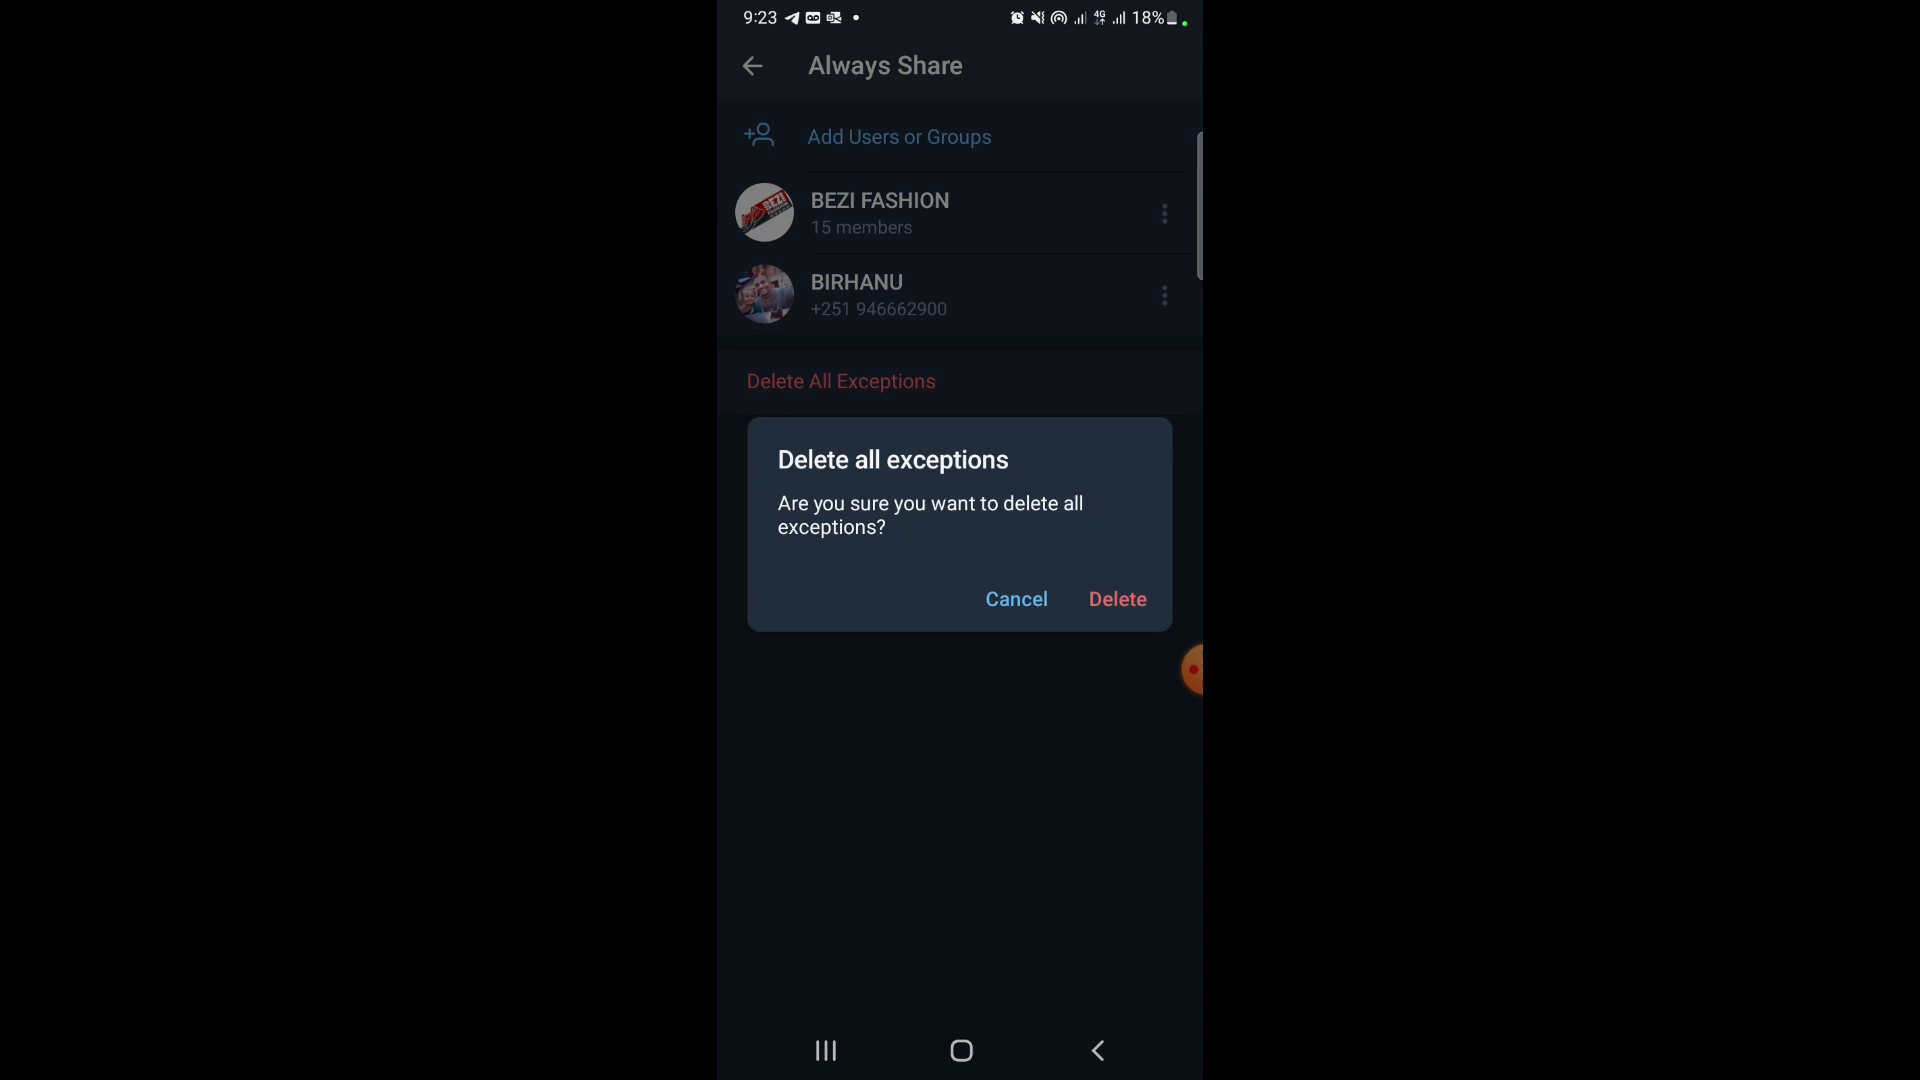 9:23
4G
18%
Always Share
Add Users or Groups
BEZI FASHION
15 members
BIRHANU
+251 946662900
Delete All Exceptions
Delete all exceptions
Are you sure you want to delete all
exceptions?
Cancel Delete